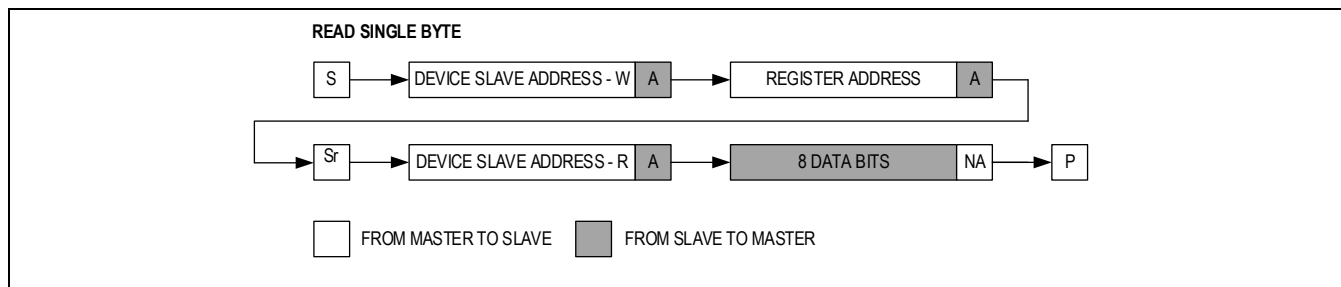 READ SINGLE BYTE
S DEVICE SLAVE ADDRESS - W A REGISTER ADDRESS A
Sr DEVICE SLAVE ADDRESS - R A 8 DATA BITS NA P
FROM MASTER TO SLAVE FROM SLAVE TO MASTER